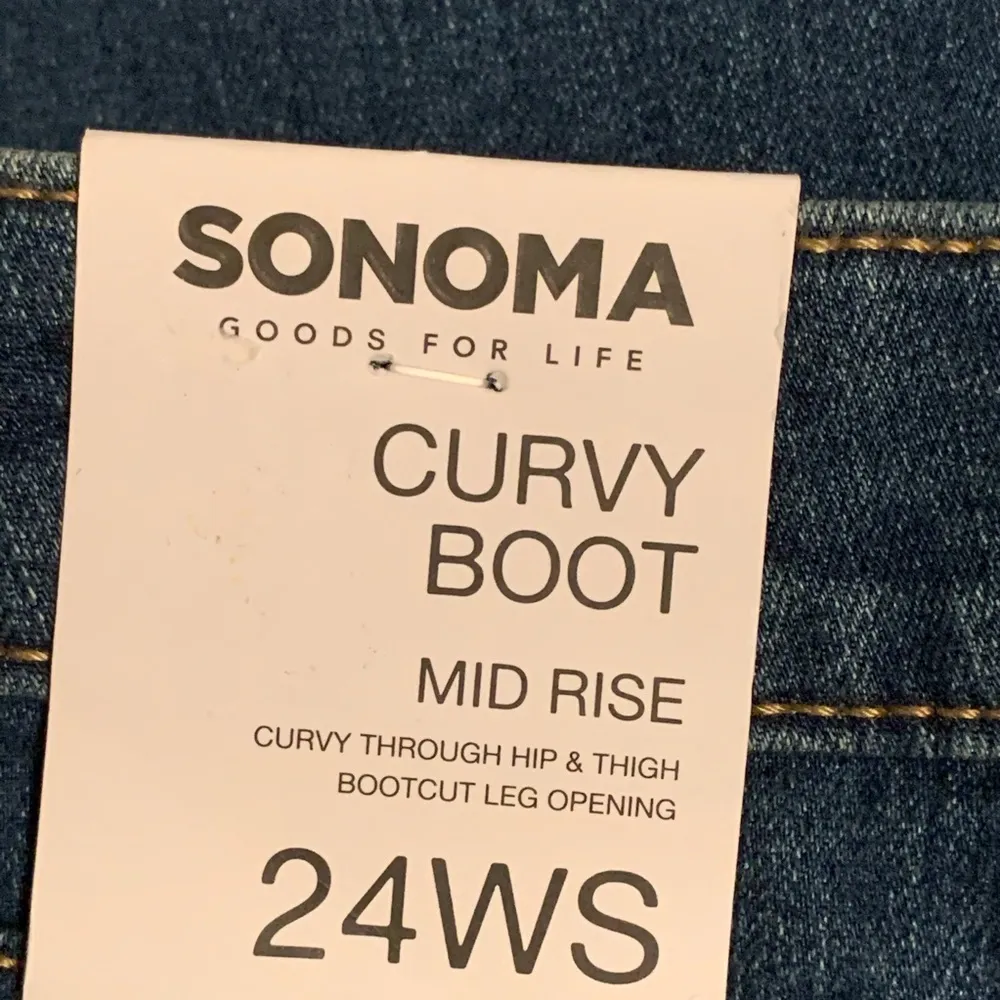 SONOMA
GOODS FOR LIFE
CURVY
BOOT
MID RISE
CURVY THROUGH HIP & THIGH
BOOTCUT LEG OPENING
24WS